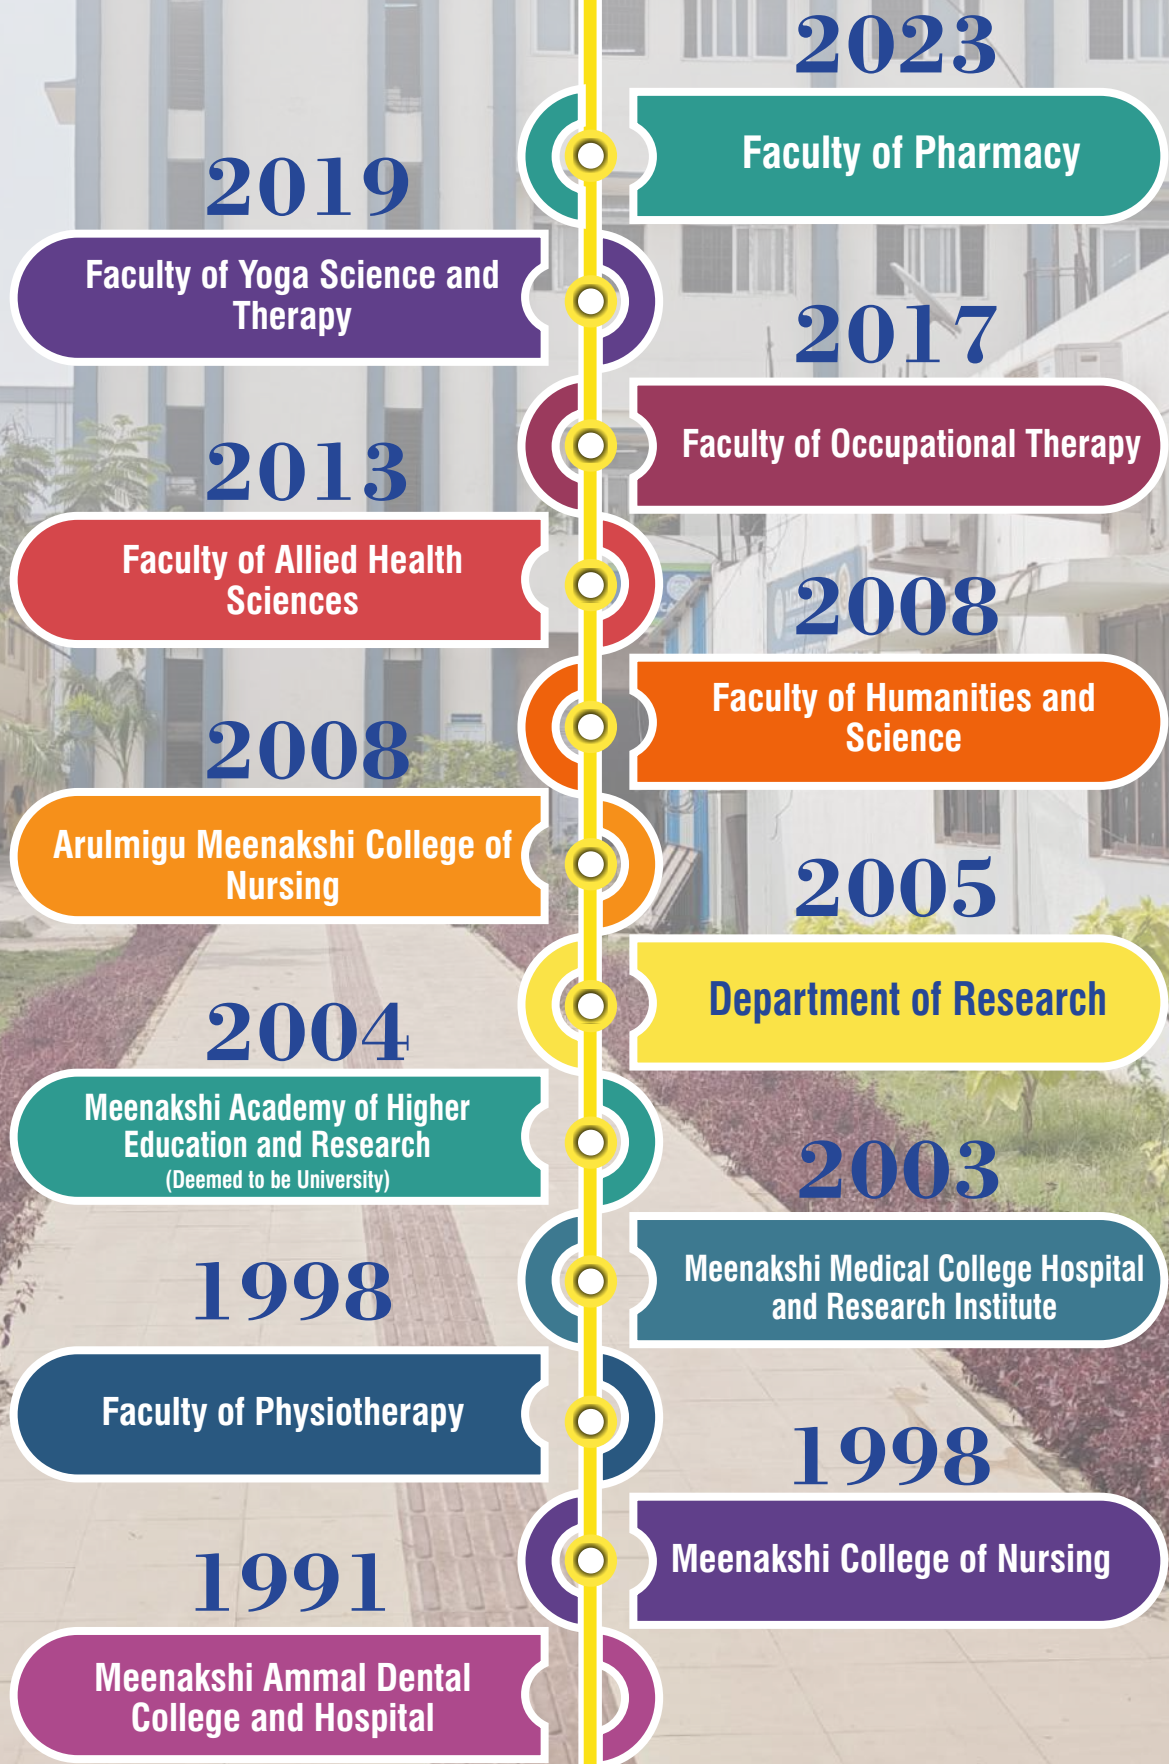 2023
Faculty of Pharmacy
2019
Faculty of Yoga Science and
Therapy
2017
Faculty of Occupational Therapy
2013
Faculty of Allied Health
Sciences
2008
Faculty of Humanities and
Science
2008
Arulmigu Meenakshi College of
Nursing
2005
Department of Research
2004
Meenakshi Academy of Higher
Education and Research
(Deemed to be University)
2003
Meenakshi Medical College Hospital
and Research Institute
1998
Faculty of Physiotherapy
1998
Meenakshi College of Nursing
1991
Meenakshi Ammal Dental
College and Hospital